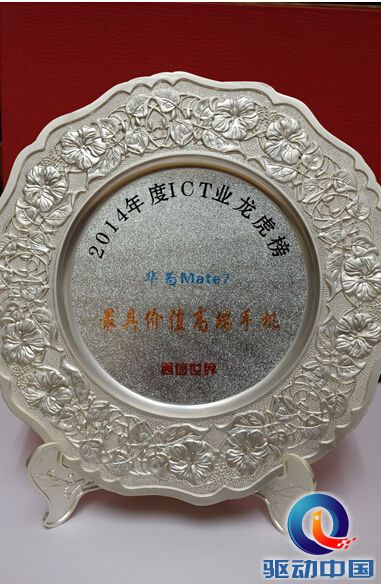 2014年度ICT业龙虎榜
华为Mate7
最具价值高端手机
通信世界
驱动中国